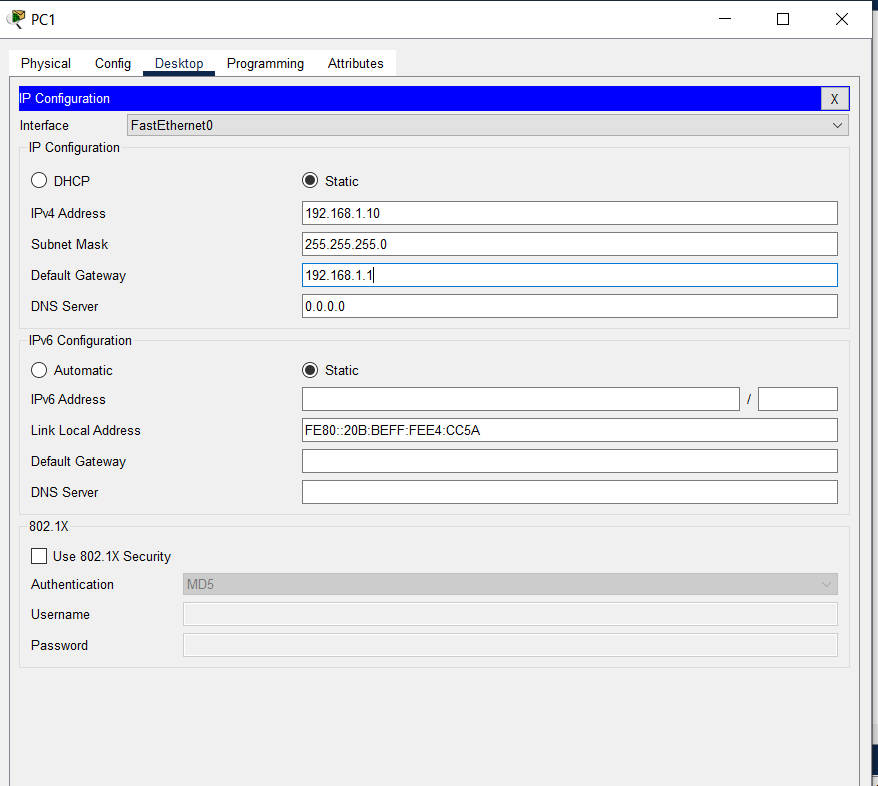 PC1
Physical Config Desktop Programming Attributes
IP Configuration X
Interface FastEthernet0
IP Configuration
DHCP Static
IPv4 Address 192.168.1.10
Subnet Mask 255.255.255.0
Default Gateway 192.168.1.1
DNS Server 0.0.0.0
IPv6 Configuration
Automatic Static
IPv6 Address /
Link Local Address FE80::20B:BEFF:FEE4:CC5A
Default Gateway
DNS Server
802.1X
Use 802.1X Security
Authentication MD5
Username
Password